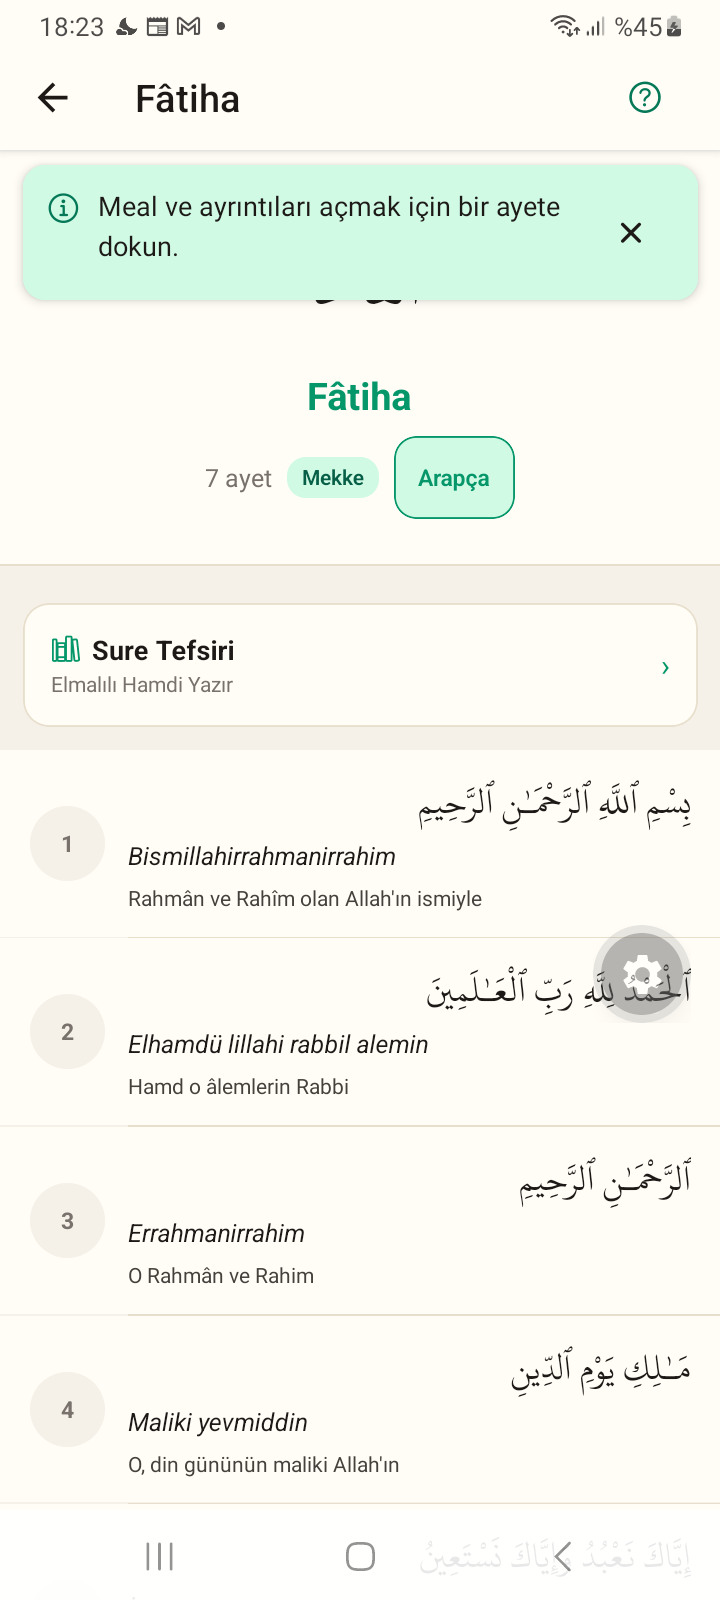 18:23
%45
Fâtiha
Meal ve ayrıntıları açmak için bir ayete
dokun.
Fâtiha
7 ayet Mekke Arapça
Sure Tefsiri
Elmalılı Hamdi Yazır
بِسْمِ ٱللَّهِ ٱلرَّحْمَـٰنِ ٱلرَّحِيمِ
1
Bismillahirrahmanirrahim
Rahmân ve Rahîm olan Allah'ın ismiyle
ٱلْحَمْدُ لِلَّهِ رَبِّ ٱلْعَـٰلَمِينَ
2
Elhamdü lillahi rabbil alemin
Hamd o âlemlerin Rabbi
ٱلرَّحْمَـٰنِ ٱلرَّحِيمِ
3
Errahmanirrahim
O Rahmân ve Rahim
مَـٰلِكِ يَوْمِ ٱلدِّينِ
4
Maliki yevmiddin
O, din gününün maliki Allah'ın
إِيَّاكَ نَعْبُدُ وَإِيَّاكَ نَسْتَعِينُ